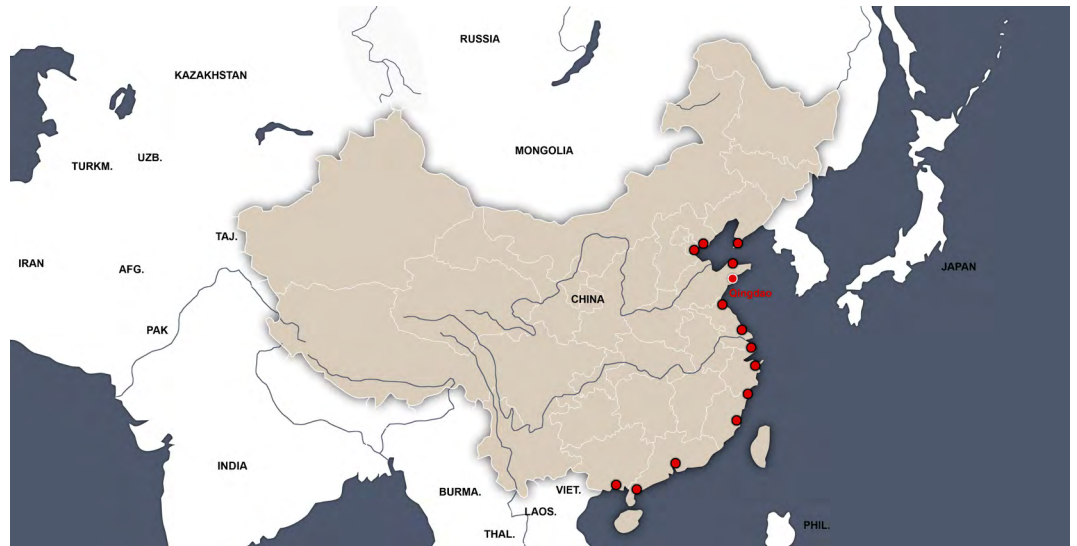 RUSSIA
KAZAKHSTAN
MONGOLIA
UZB.
TURKM.
TAJ.
IRAN
AFG.
JAPAN
Qingdao
CHINA
PAK
INDIA
BURMA.
VIET.
LAOS.
PHIL.
THAL.